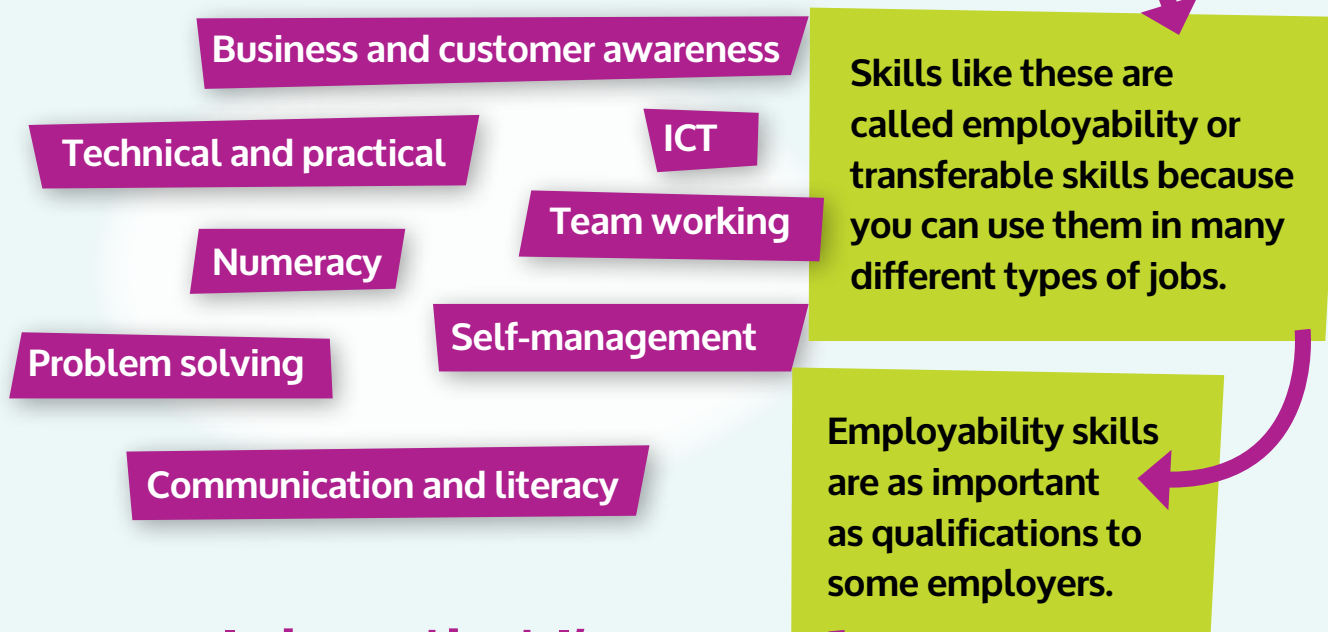 Business and customer awareness
Technical and practical
ICT
Team working
Numeracy
Self-management
Problem solving
Communication and literacy
Skills like these are
called employability or
transferable skills because
you can use them in many
different types of jobs.
Employability skills
are as important
as qualifications to
some employers.